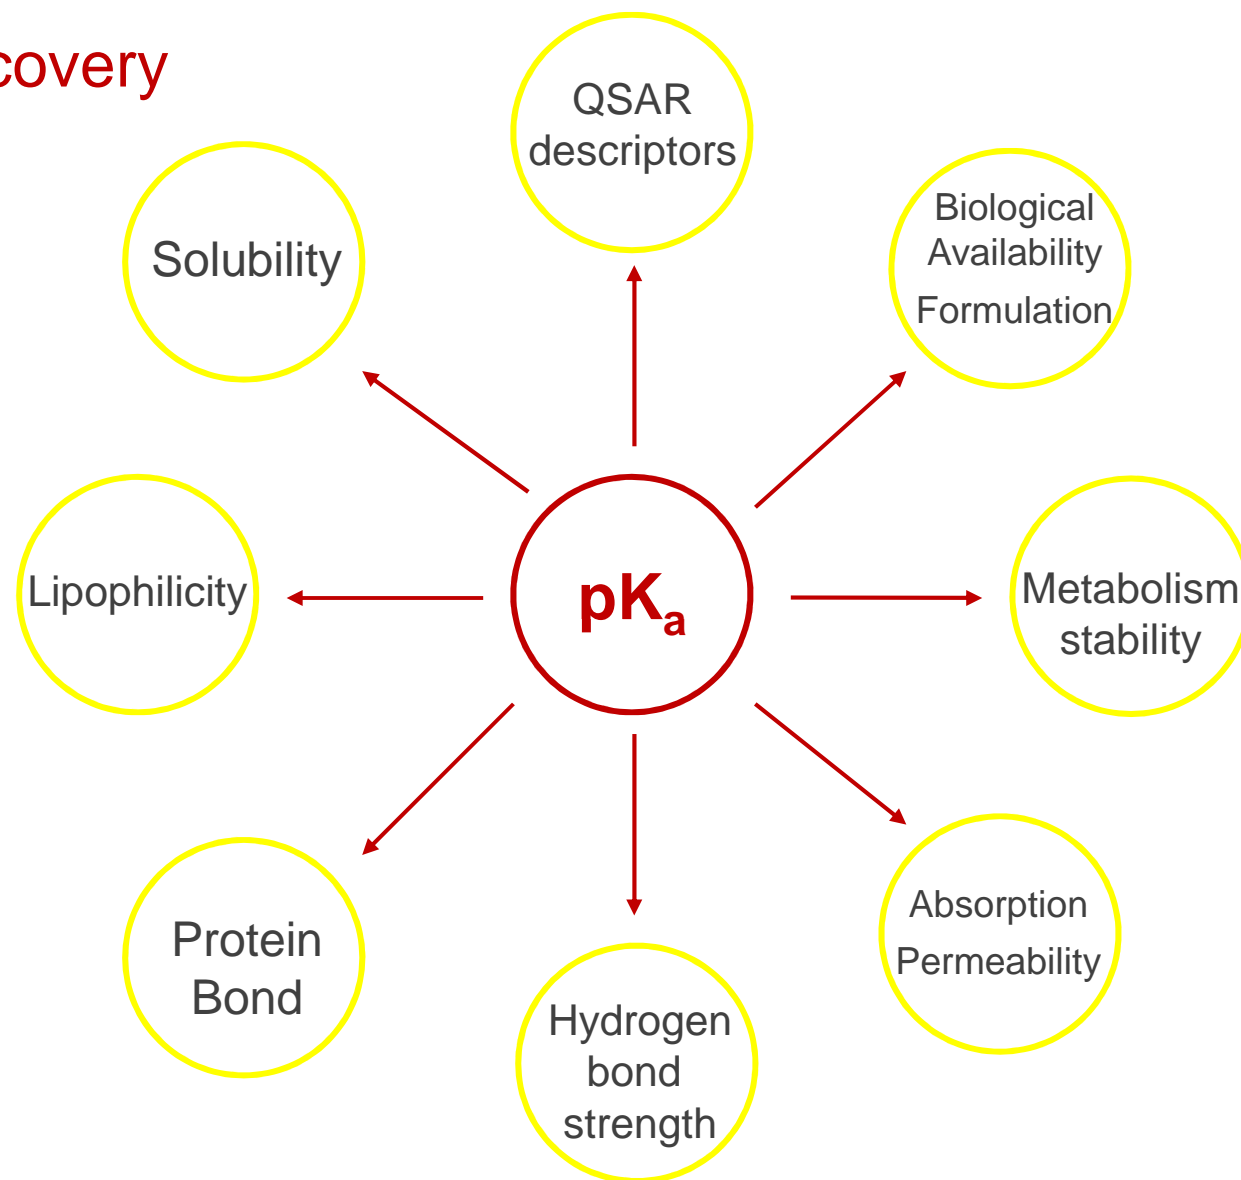 covery
QSAR
descriptors
Biological
Availability
Formulation
Solubility
Lipophilicity
pKₐ
Metabolism
stability
Protein
Bond
Absorption
Permeability
Hydrogen
bond
strength